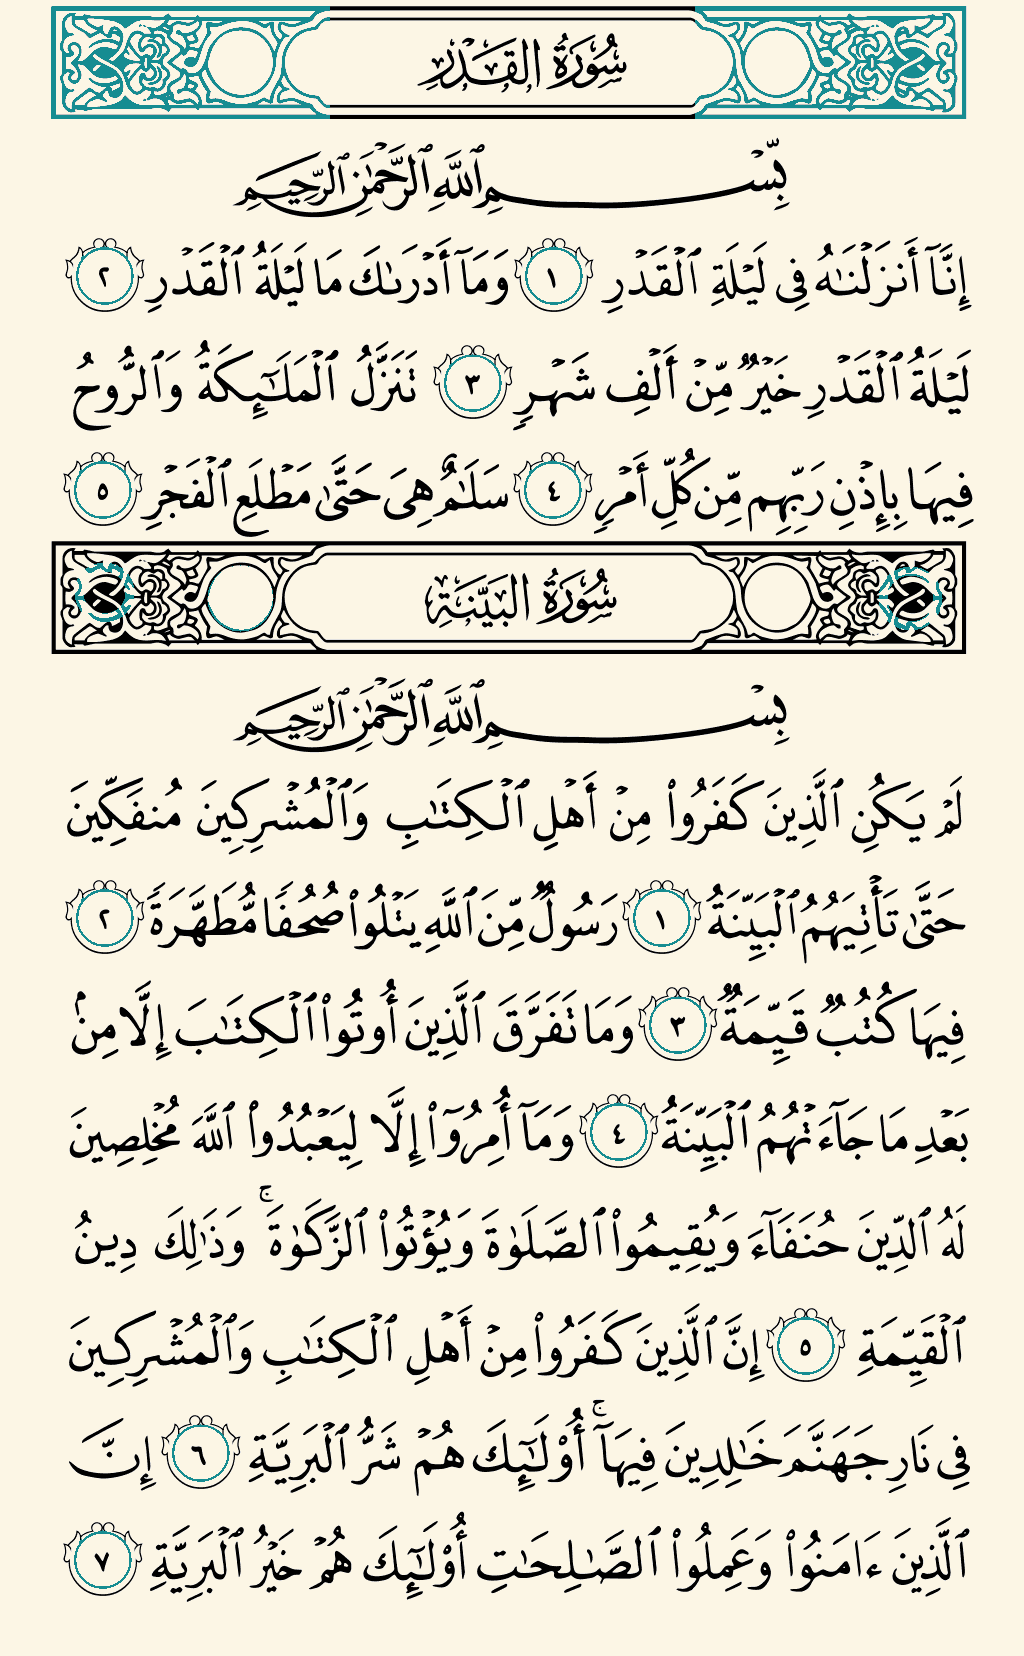 سُورَةُ القَدۡرِ
بِّسۡمِ ٱللَّهِ ٱلرَّحۡمَٰنِ ٱلرَّحِيمِ
إِنَّآ أَنزَلۡنَٰهُ فِي لَيۡلَةِ ٱلۡقَدۡرِ ١ وَمَآ أَدۡرَىٰكَ مَا لَيۡلَةُ ٱلۡقَدۡرِ ٢
لَيۡلَةُ ٱلۡقَدۡرِ خَيۡرٞ مِّنۡ أَلۡفِ شَهۡرٖ ٣ تَنَزَّلُ ٱلۡمَلَٰٓئِكَةُ وَٱلرُّوحُ
فِيهَا بِإِذۡنِ رَبِّهِم مِّن كُلِّ أَمۡرٖ ٤ سَلَٰمٌ هِيَ حَتَّىٰ مَطۡلَعِ ٱلۡفَجۡرِ ٥
سُورَةُ البَيِّنَةِ
بِسۡمِ ٱللَّهِ ٱلرَّحۡمَٰنِ ٱلرَّحِيمِ
لَمۡ يَكُنِ ٱلَّذِينَ كَفَرُواْ مِنۡ أَهۡلِ ٱلۡكِتَٰبِ وَٱلۡمُشۡرِكِينَ مُنفَكِّينَ
حَتَّىٰ تَأۡتِيَهُمُ ٱلۡبَيِّنَةُ ١ رَسُولٞ مِّنَ ٱللَّهِ يَتۡلُواْ صُحُفٗا مُّطَهَّرَةٗ ٢
فِيهَا كُتُبٞ قَيِّمَةٞ ٣ وَمَا تَفَرَّقَ ٱلَّذِينَ أُوتُواْ ٱلۡكِتَٰبَ إِلَّا مِنۢ
بَعۡدِ مَا جَآءَتۡهُمُ ٱلۡبَيِّنَةُ ٤ وَمَآ أُمِرُوٓاْ إِلَّا لِيَعۡبُدُواْ ٱللَّهَ مُخۡلِصِينَ
لَهُ ٱلدِّينَ حُنَفَآءَ وَيُقِيمُواْ ٱلصَّلَوٰةَ وَيُؤۡتُواْ ٱلزَّكَوٰةَۚ وَذَٰلِكَ دِينُ
ٱلۡقَيِّمَةِ ٥ إِنَّ ٱلَّذِينَ كَفَرُواْ مِنۡ أَهۡلِ ٱلۡكِتَٰبِ وَٱلۡمُشۡرِكِينَ
فِي نَارِ جَهَنَّمَ خَٰلِدِينَ فِيهَآۚ أُوْلَٰٓئِكَ هُمۡ شَرُّ ٱلۡبَرِيَّةِ ٦ إِنَّ
ٱلَّذِينَ ءَامَنُواْ وَعَمِلُواْ ٱلصَّٰلِحَٰتِ أُوْلَٰٓئِكَ هُمۡ خَيۡرُ ٱلۡبَرِيَّةِ ٧